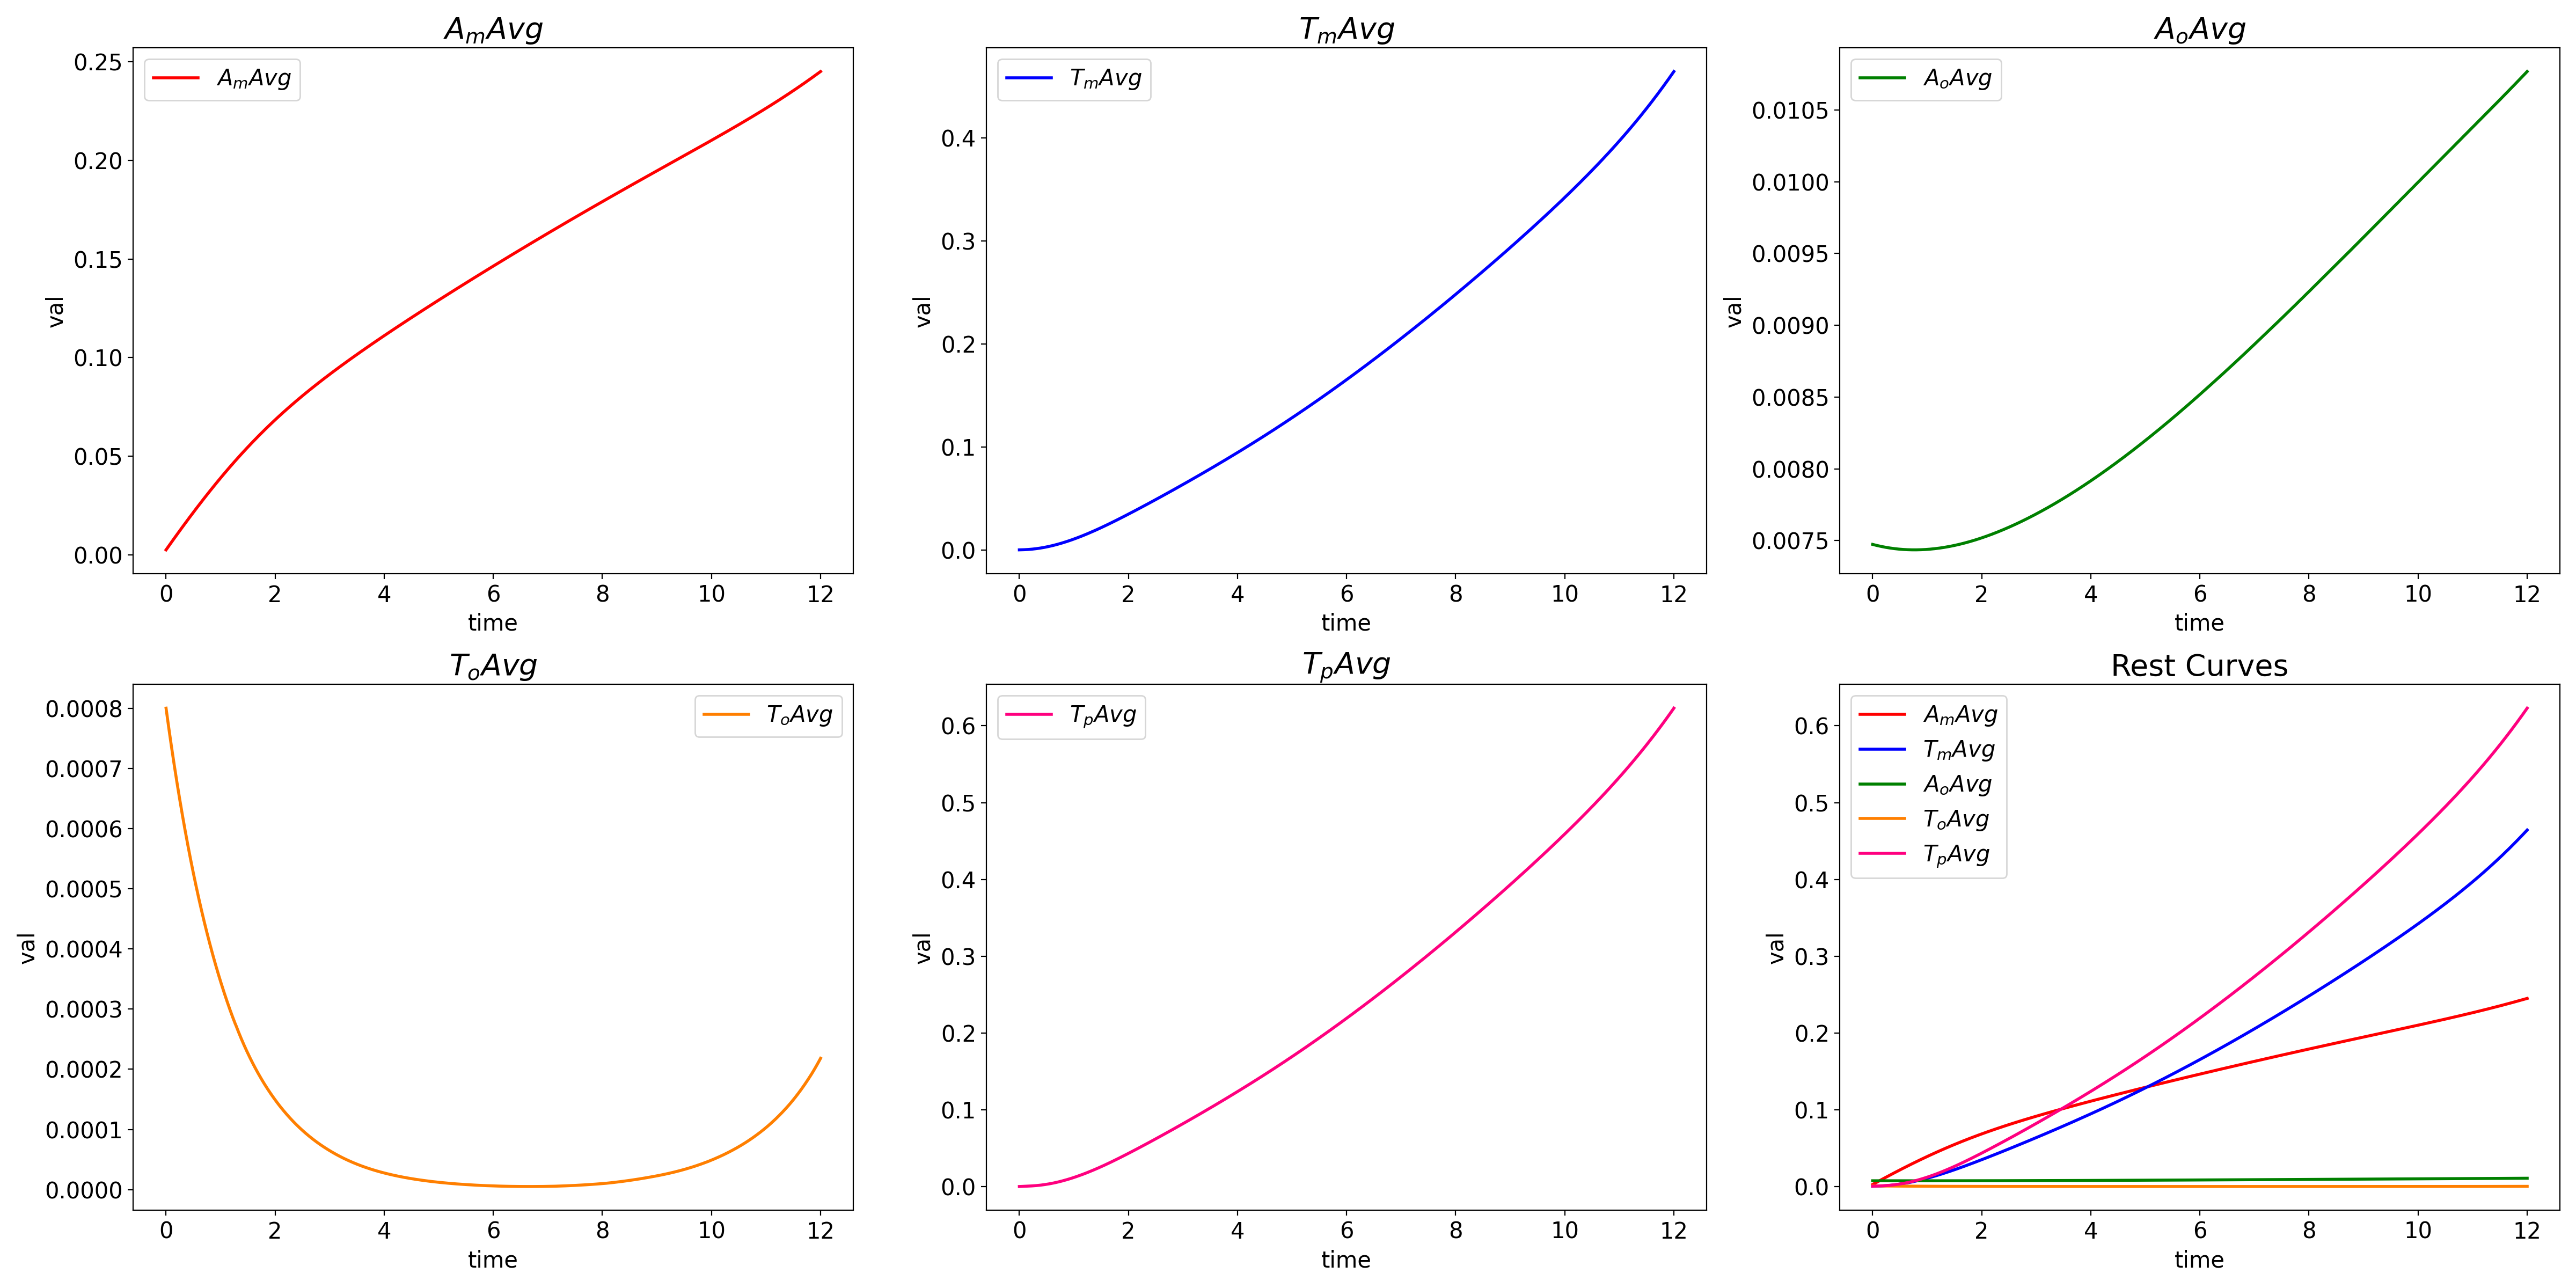 A_mAvg
A_mAvg
0.25
0.20
0.15
0.10
0.05
0.00
val
0 2 4 6 8 10 12
time
T_mAvg
T_mAvg
0.4
0.3
0.2
0.1
0.0
val
0 2 4 6 8 10 12
time
A_oAvg
A_oAvg
0.0105
0.0100
0.0095
0.0090
0.0085
0.0080
0.0075
val
0 2 4 6 8 10 12
time
T_oAvg
T_oAvg
0.0008
0.0007
0.0006
0.0005
0.0004
0.0003
0.0002
0.0001
0.0000
val
0 2 4 6 8 10 12
time
T_pAvg
T_pAvg
0.6
0.5
0.4
0.3
0.2
0.1
0.0
val
0 2 4 6 8 10 12
time
Rest Curves
A_mAvg
T_mAvg
A_oAvg
T_oAvg
T_pAvg
0.6
0.5
0.4
0.3
0.2
0.1
0.0
val
0 2 4 6 8 10 12
time